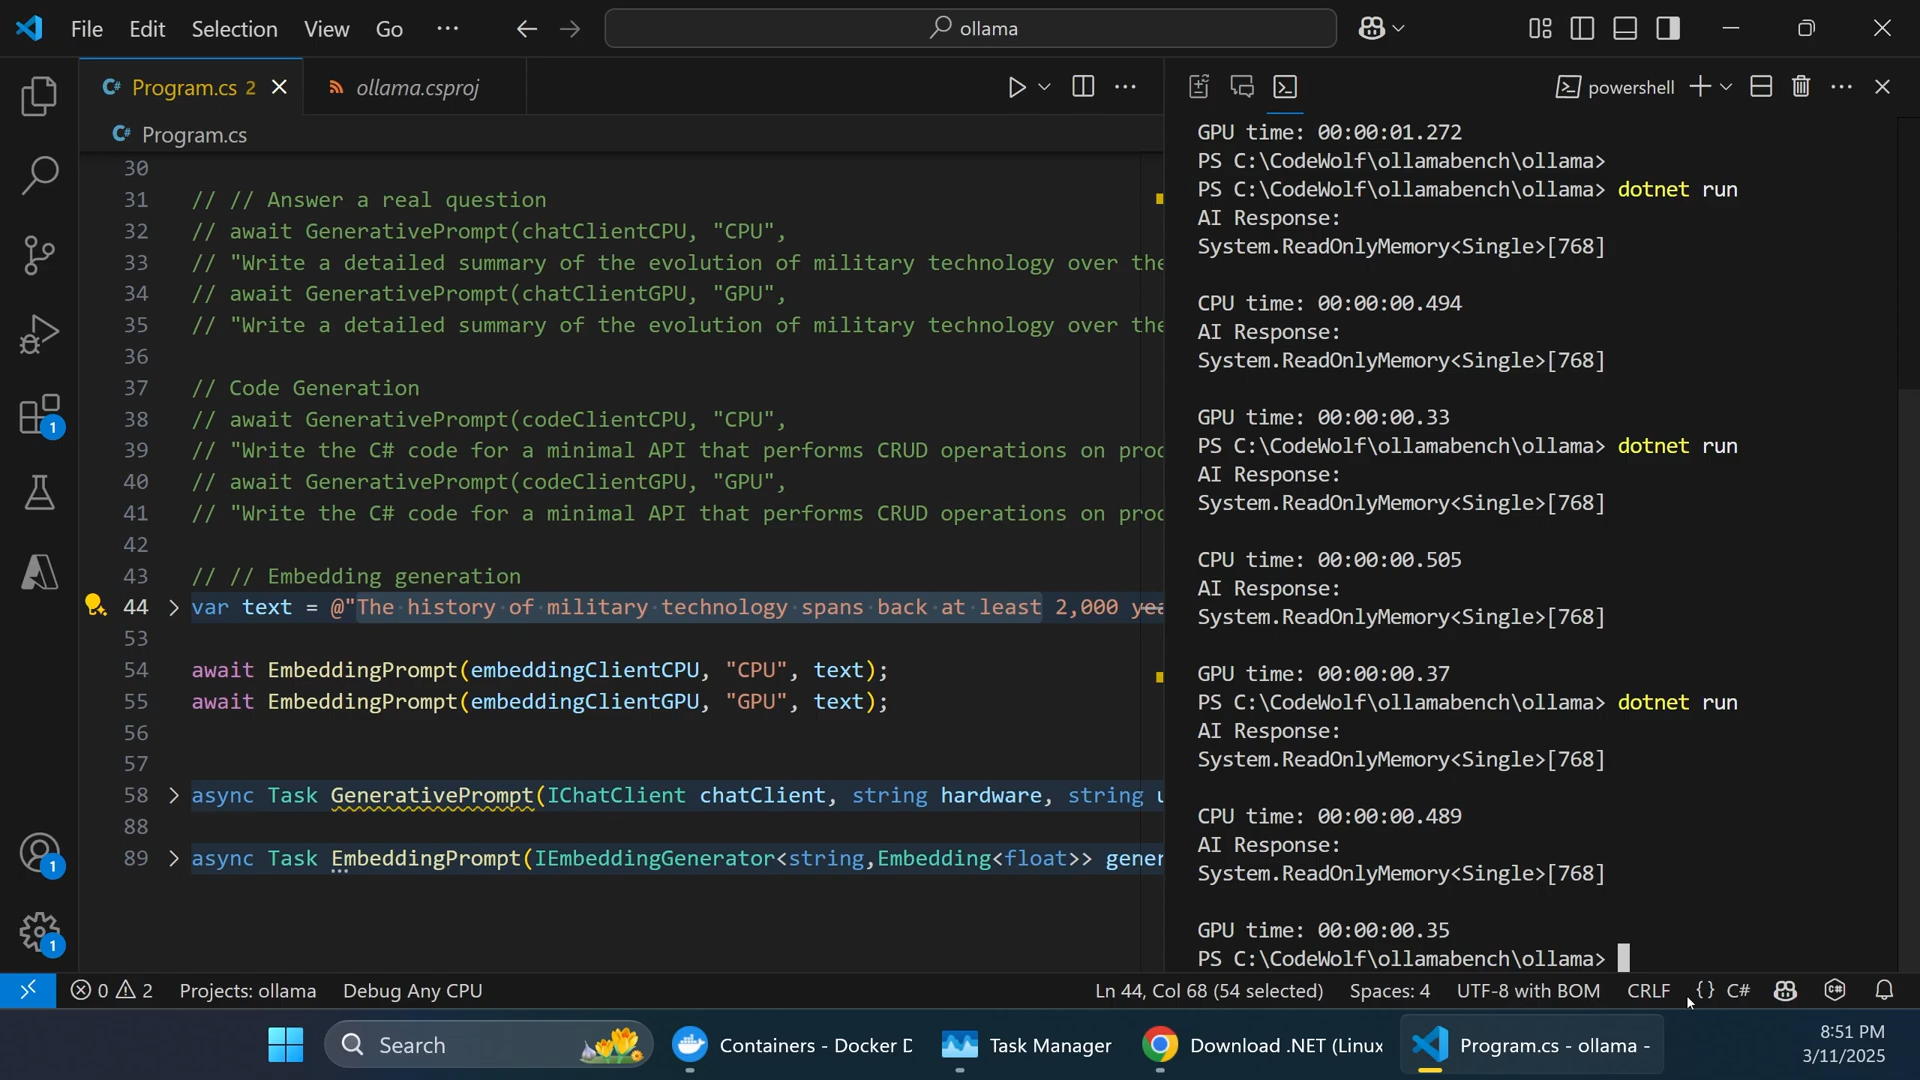 File Edit Selection View Go ··· ollama
Program.cs 2 ollama.csproj
Program.cs
30
31 // // Answer a real question
32 // await GenerativePrompt(chatClientCPU, "CPU",
33 // "Write a detailed summary of the evolution of military technology over the
34 // await GenerativePrompt(chatClientGPU, "GPU",
35 // "Write a detailed summary of the evolution of military technology over the
36
37 // Code Generation
38 // await GenerativePrompt(codeClientCPU, "CPU",
39 // "Write the C# code for a minimal API that performs CRUD operations on prod
40 // await GenerativePrompt(codeClientGPU, "GPU",
41 // "Write the C# code for a minimal API that performs CRUD operations on prod
42
43 // // Embedding generation
44 var text = @"The history of military technology spans back at least 2,000 yea
53
54 await EmbeddingPrompt(embeddingClientCPU, "CPU", text);
55 await EmbeddingPrompt(embeddingClientGPU, "GPU", text);
56
57
58 async Task GenerativePrompt(IChatClient chatClient, string hardware, string u
88
89 async Task EmbeddingPrompt(IEmbeddingGenerator<string,Embedding<float>> gener
1
1
1
powershell
GPU time: 00:00:01.272
PS C:\CodeWolf\ollamabench\ollama>
PS C:\CodeWolf\ollamabench\ollama> dotnet run
AI Response:
System.ReadOnlyMemory<Single>[768]
CPU time: 00:00:00.494
AI Response:
System.ReadOnlyMemory<Single>[768]
GPU time: 00:00:00.33
PS C:\CodeWolf\ollamabench\ollama> dotnet run
AI Response:
System.ReadOnlyMemory<Single>[768]
CPU time: 00:00:00.505
AI Response:
System.ReadOnlyMemory<Single>[768]
GPU time: 00:00:00.37
PS C:\CodeWolf\ollamabench\ollama> dotnet run
AI Response:
System.ReadOnlyMemory<Single>[768]
CPU time: 00:00:00.489
AI Response:
System.ReadOnlyMemory<Single>[768]
GPU time: 00:00:00.35
PS C:\CodeWolf\ollamabench\ollama>
0 2 Projects: ollama Debug Any CPU Ln 44, Col 68 (54 selected) Spaces: 4 UTF-8 with BOM CRLF {} C#
Search Containers - Docker D Task Manager Download .NET (Linux Program.cs - ollama - 8:51 PM
3/11/2025